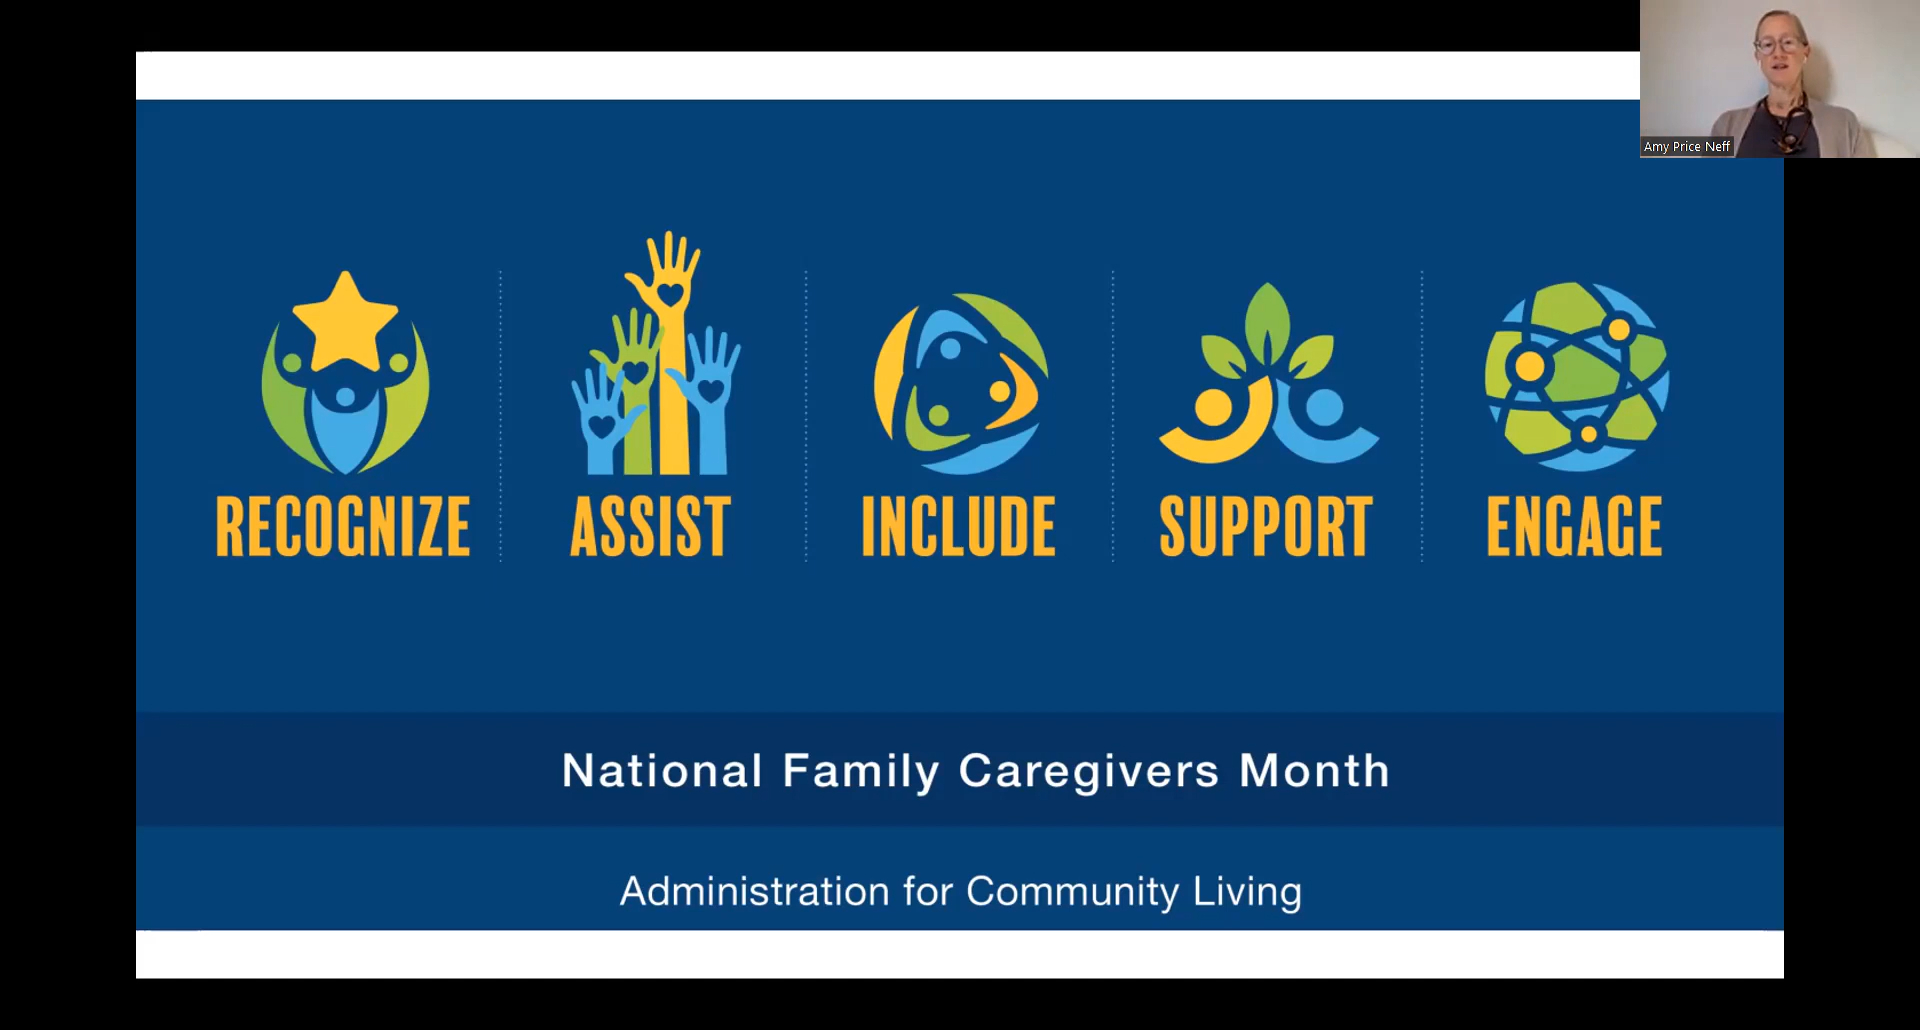 Amy Price Neff
RECOGNIZE
ASSIST
INCLUDE
SUPPORT
ENGAGE
National Family Caregivers Month
Administration for Community Living